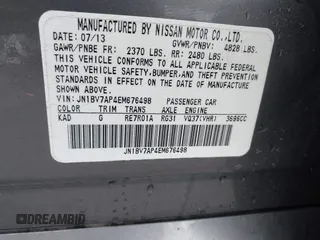 MANUFACTURED BY NISSAN MOTOR CO.,LTD.
DATE: 07/13 GVWR/PNBV: 4828 LBS.
GAWR/PNBE FR: 2370 LBS. RR: 2480 LBS.
THIS VEHICLE CONFORMS TO ALL APPLICABLE FEDERAL
MOTOR VEHICLE SAFETY, BUMPER, AND THEFT PREVENTION
STANDARDS IN EFFECT ON THE DATE OF MANUFACTURE
SHOWN ABOVE.
VIN: JN1BV7AP4EM676498 PASSENGER CAR
COLOR TRIM TRANS AXLE ENGINE
KAD G RE7R01A RG31 VQ37(VHR) 3696CC
JN1BV7AP4EM676498
DREAMBID